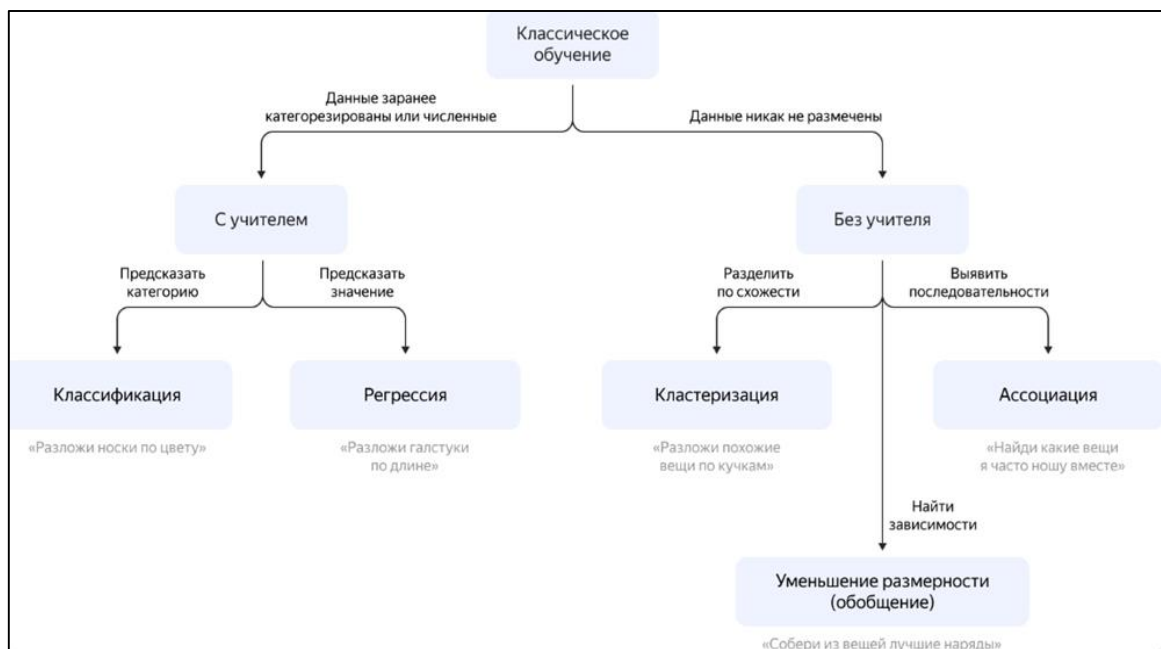 Классическое
обучение
Данные заранее
категорезированы или численные
Данные никак не размечены
С учителем
Без учителя
Предсказать
категорию
Предсказать
значение
Разделить
по схожести
Выявить
последовательности
Классификация
Регрессия
Кластеризация
Ассоциация
«Разложи носки по цвету»
«Разложи галстуки
по длине»
«Разложи похожие
вещи по кучкам»
«Найди какие вещи
я часто ношу вместе»
Найти
зависимости
Уменьшение размерности
(обобщение)
«Собери из вещей лучшие наряды»